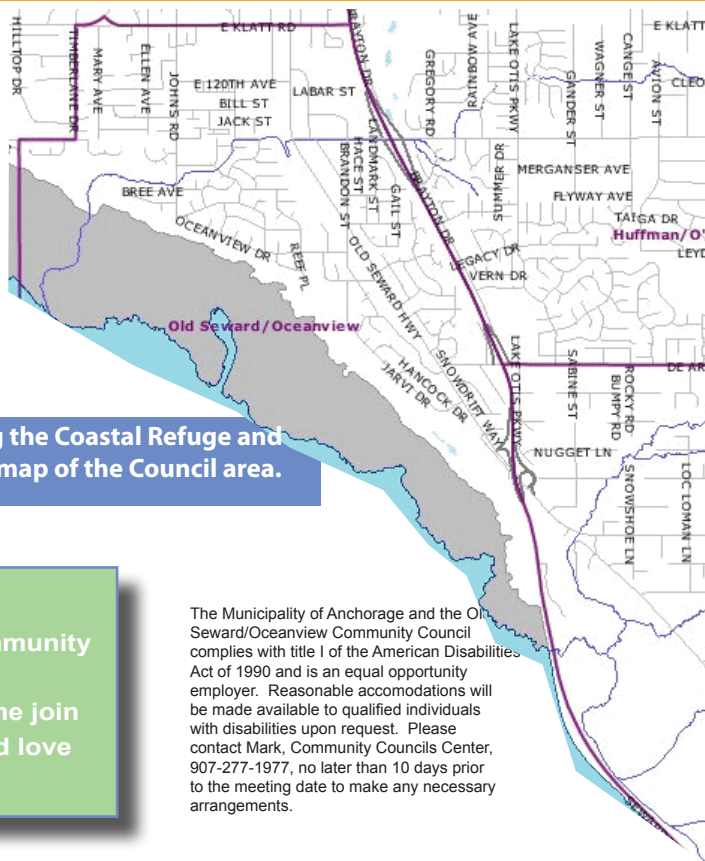 E KLATT RD
E KLATT
HILLTOP DR
TIMBERLANE DR
MARY AVE
ELLEN AVE
JOHNS RD
E 120TH AVE
BILL ST
JACK ST
LABAR ST
BRAYTON DR
GREGORY RD
RAINBOW AVE
LAKE OTIS PKWY
GANDER ST
WAGNER ST
CANGE ST
AVION ST
CLEO
LANDMARK ST
HACE ST
BRANDON ST
GAIL ST
BRAYTON DR
SUMMER DR
MERGANSER AVE
FLYWAY AVE
TAIGA DR
Huffman/O'
LEYD
BREE AVE
OCEANVIEW DR
REEF PL
OLD SEWARD HWY
LEGACY DR
VERN DR
Old Seward/Oceanview
SNOWDRIFT WAY
HANCOCK DR
JARVI DR
LAKE OTIS PKWY
SABINE ST
ROCKY RD
BUMPY RD
DE AR
NUGGET LN
SNOWSHOE LN
LOC LOMAN LN
g the Coastal Refuge and
map of the Council area.
munity
ne join
d love
The Municipality of Anchorage and the Ol
Seward/Oceanview Community Council
complies with title I of the American Disabilities
Act of 1990 and is an equal opportunity
employer. Reasonable accomodations will
be made available to qualified individuals
with disabilities upon request. Please
contact Mark, Community Councils Center,
907-277-1977, no later than 10 days prior
to the meeting date to make any necessary
arrangements.